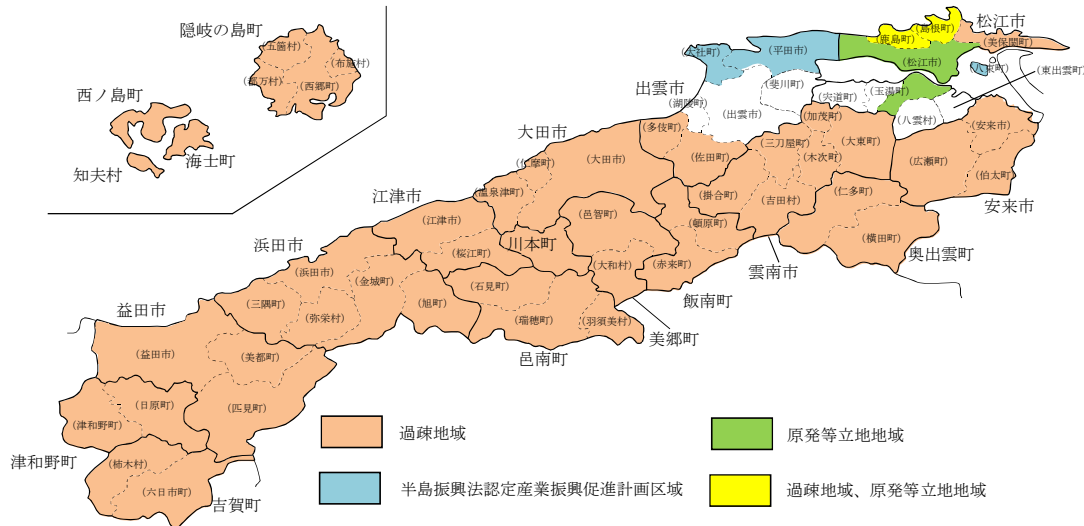 隠岐の島町
(五箇村)
(布施村)
(都万村)
(西郷町)
西ノ島町
海士町
知夫村
松江市
(島根町)
(鹿島町)
(美保関町)
(松江市)
(八束町)
(東出雲町)
(大社町)
(平田市)
出雲市
(斐川町)
(湖陵町)
(出雲市)
(宍道町)
(玉湯町)
(八雲村)
大田市
(多伎町)
(加茂町)
(安来市)
(大田市)
(佐田町)
(三刀屋町)
(大東町)
(木次町)
(広瀬町)
(伯太町)
(仁摩町)
(温泉津町)
(掛合町)
(吉田村)
(仁多町)
安来市
江津市
(江津市)
(邑智町)
(頓原町)
(横田町)
奥出雲町
浜田市
(桜江町)
川本町
(大和村)
(赤来町)
雲南市
(浜田市)
(金城町)
(石見町)
飯南町
(三隅町)
(弥栄村)
(旭町)
(瑞穂町)
(羽須美村)
美郷町
益田市
邑南町
(益田市)
(美都町)
(日原町)
(匹見町)
(津和野町)
津和野町
(柿木村)
(六日市町)
吉賀町
過疎地域
原発等立地地域
半島振興法認定産業振興促進計画区域
過疎地域、原発等立地地域